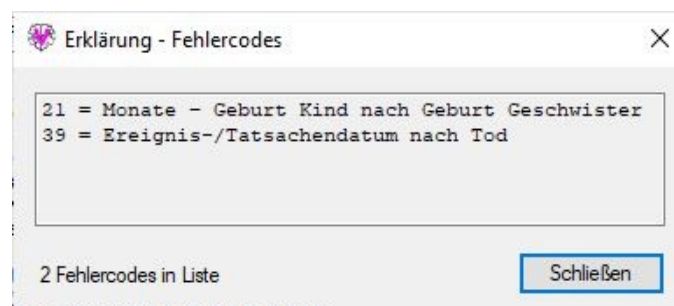 Erklärung - Fehlercodes
21 = Monate - Geburt Kind nach Geburt Geschwister
39 = Ereignis-/Tatsachendatum nach Tod
2 Fehlercodes in Liste
Schließen